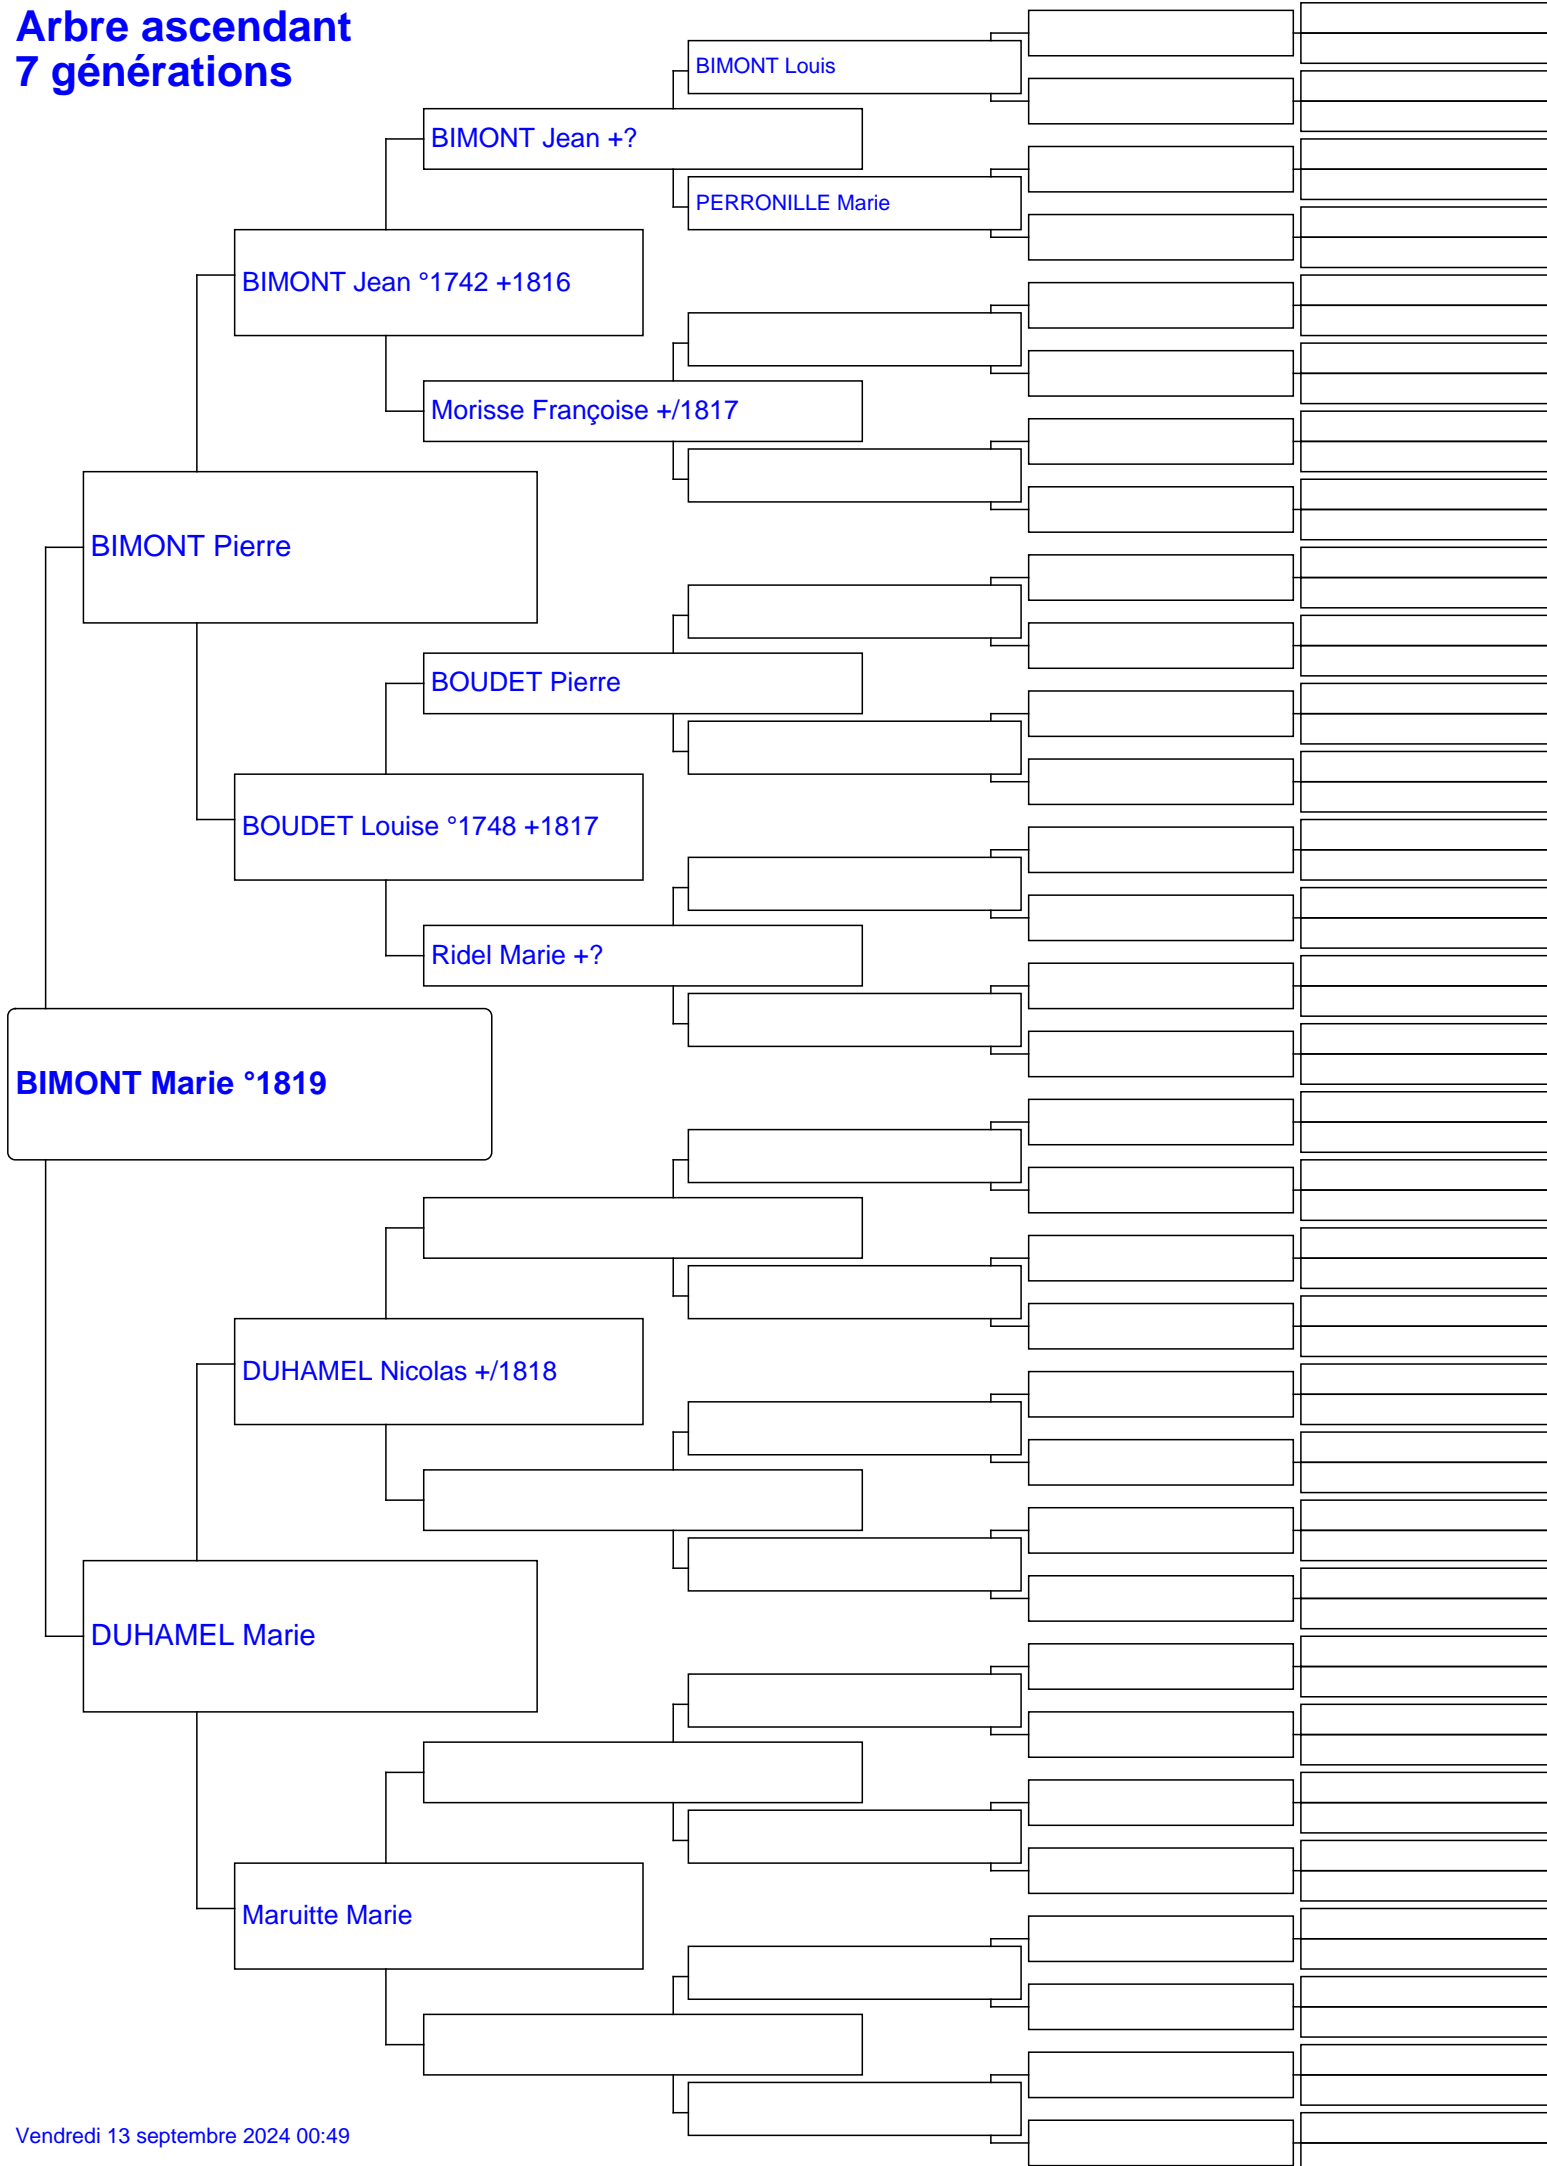 Arbre ascendant
7 générations
BIMONT Louis
BIMONT Jean +?
PERRONILLE Marie
BIMONT Jean °1742 +1816
Morisse Françoise +/1817
BIMONT Pierre
BOUDET Pierre
BOUDET Louise °1748 +1817
Ridel Marie +?
BIMONT Marie °1819
DUHAMEL Nicolas +/1818
DUHAMEL Marie
Maruitte Marie
Vendredi 13 septembre 2024 00:49